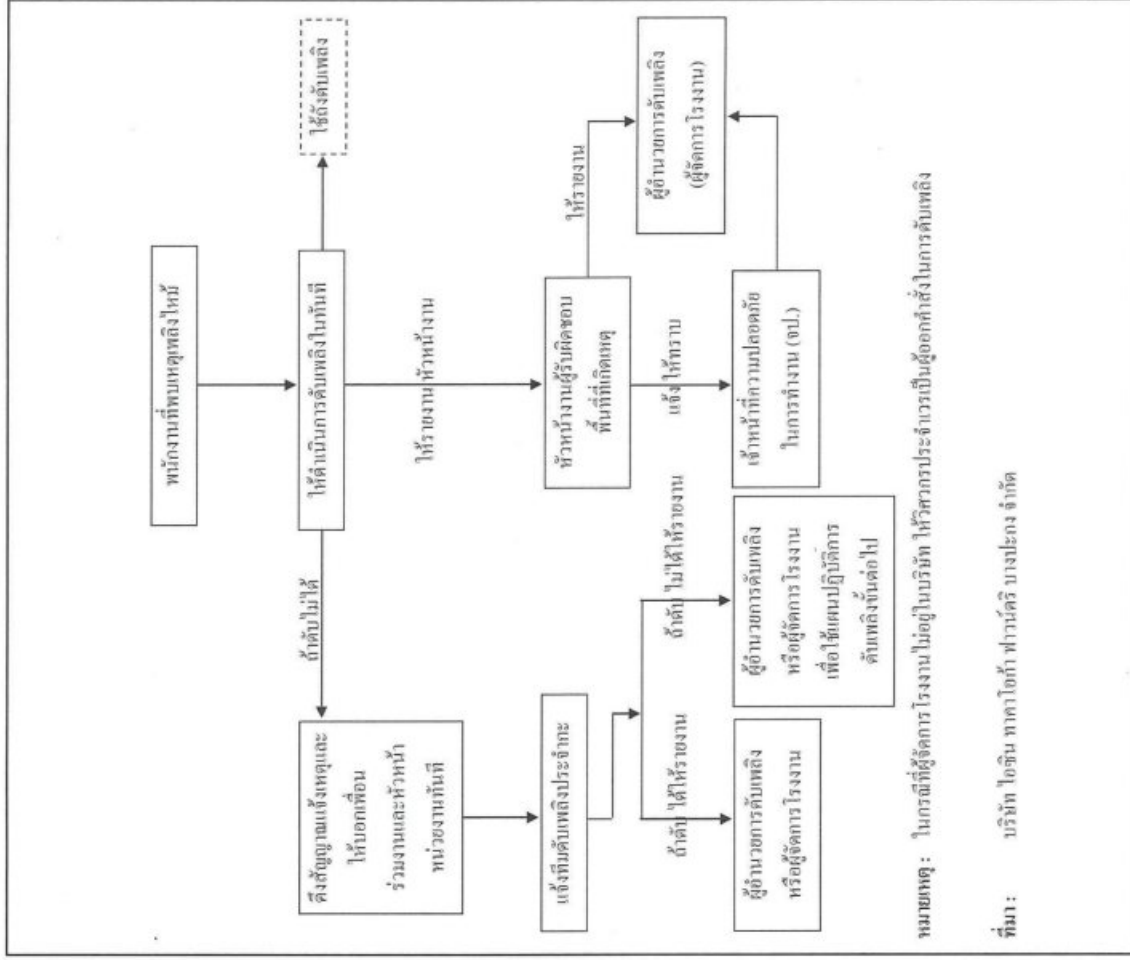 พนักงานที่พบเหตุเพลิงไหม้
ให้ดำเนินการดับเพลิงในทันที
ใช้ถังดับเพลิง
ถ้าดับไม่ได้
ให้รายงานหัวหน้างาน
ดึงสัญญาณแจ้งเหตุและ
ให้บอกเพื่อน
ร่วมงานและหัวหน้า
หน่วยงานทันที
แจ้งทีมดับเพลิงประจำกะ
หัวหน้างานผู้รับผิดชอบ
พื้นที่ที่เกิดเหตุ
ให้รายงาน
แจ้งให้ทราบ
ผู้อำนวยการดับเพลิง
(ผู้จัดการโรงงาน)
ถ้าดับได้ให้รายงาน
ถ้าดับไม่ได้ให้รายงาน
ผู้อำนวยการดับเพลิง
หรือผู้จัดการโรงงาน
ผู้อำนวยการดับเพลิง
หรือผู้จัดการโรงงาน
เพื่อใช้แผนปฏิบัติการ
ดับเพลิงขั้นต่อไป
เจ้าหน้าที่ความปลอดภัย
ในการทำงาน (จป.)
หมายเหตุ : ในกรณีที่ผู้จัดการโรงงานไม่อยู่ในบริษัท ให้วิศวกรประจำเวรเป็นผู้ออกคำสั่งในการดับเพลิง
ที่มา : บริษัท ไอซิน ทาคาโอก้า ฟาวน์ดริ บางปะกง จำกัด